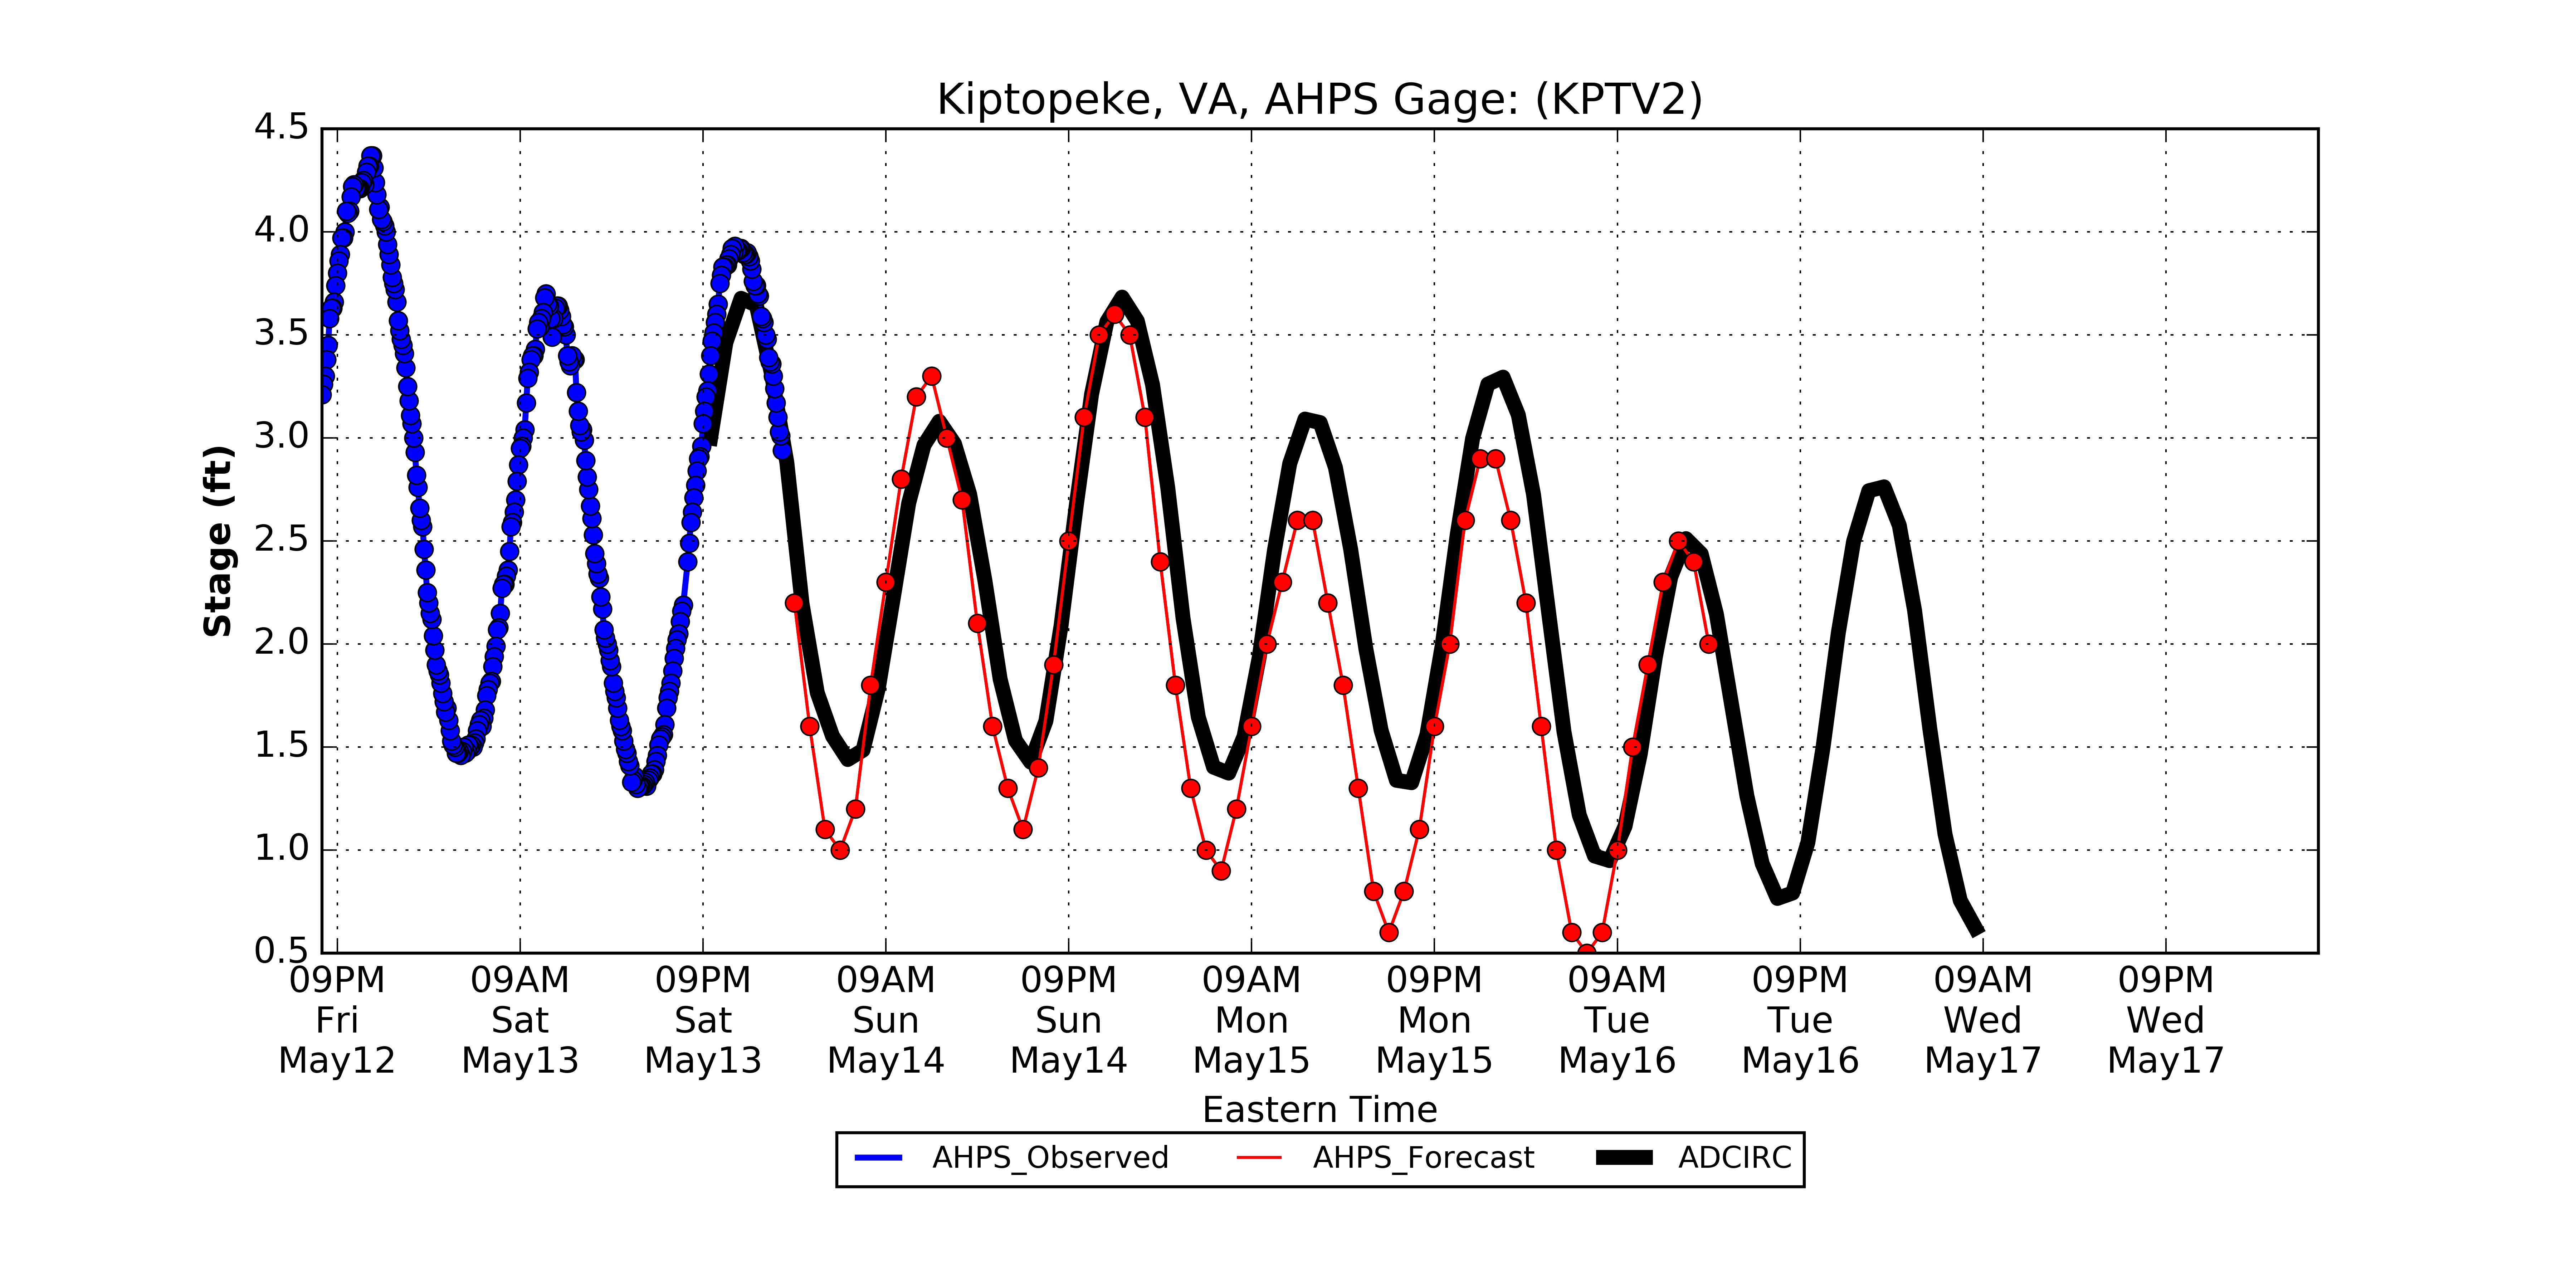 Kiptopeke, VA, AHPS Gage: (KPTV2)
4.5
4.0
3.5
3.0
2.5
2.0
1.5
1.0
0.5
Stage (ft)
09PM 09AM 09PM 09AM 09PM 09AM 09PM 09AM 09PM 09AM 09PM
Fri Sat Sat Sun Sun Mon Mon Tue Tue Wed Wed
May12 May13 May13 May14 May14 May15 May15 May16 May16 May17 May17
Eastern Time
AHPS_Observed AHPS_Forecast ADCIRC